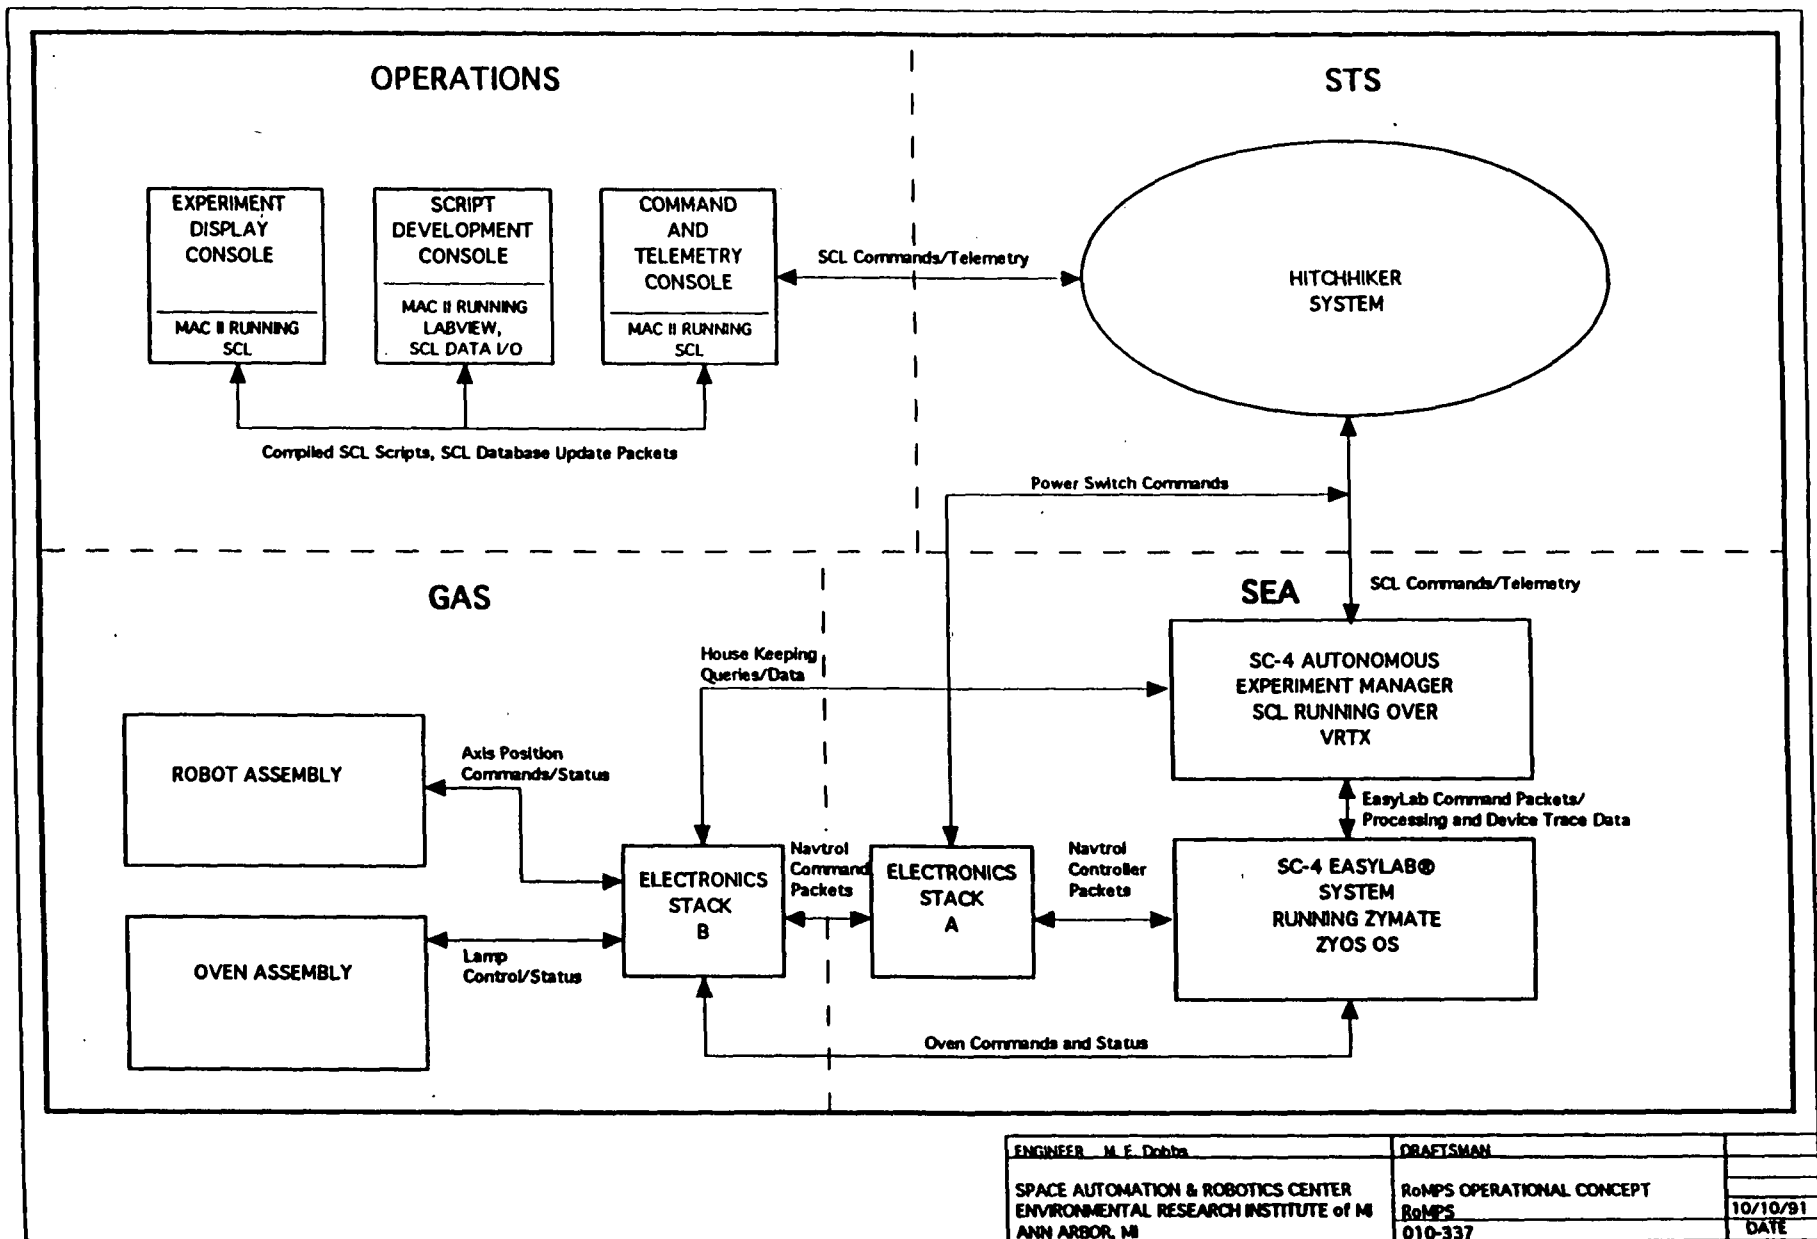 OPERATIONS
STS
EXPERIMENT
DISPLAY
CONSOLE
MAC II RUNNING
SCL
SCRIPT
DEVELOPMENT
CONSOLE
MAC II RUNNING
LABVIEW,
SCL DATA I/O
COMMAND
AND
TELEMETRY
CONSOLE
MAC II RUNNING
SCL
SCL Commands/Telemetry
HITCHHIKER
SYSTEM
Compiled SCL Scripts, SCL Database Update Packets
Power Switch Commands
GAS
SEA
SCL Commands/Telemetry
House Keeping
Queries/Data
SC-4 AUTONOMOUS
EXPERIMENT MANAGER
SCL RUNNING OVER
VRTX
ROBOT ASSEMBLY
Axis Position
Commands/Status
EasyLab Command Packets/
Processing and Device Trace Data
ELECTRONICS
STACK
B
Navtrol
Command
Packets
ELECTRONICS
STACK
A
Navtrol
Controller
Packets
SC-4 EASYLAB®
SYSTEM
RUNNING ZYMATE
ZYOS OS
OVEN ASSEMBLY
Lamp
Control/Status
Oven Commands and Status
ENGINEER M. E. Dobbs
DRAFTSMAN
SPACE AUTOMATION & ROBOTICS CENTER
ENVIRONMENTAL RESEARCH INSTITUTE of MI
ANN ARBOR, MI
RoMPS OPERATIONAL CONCEPT
RoMPS
010-337
10/10/91
DATE